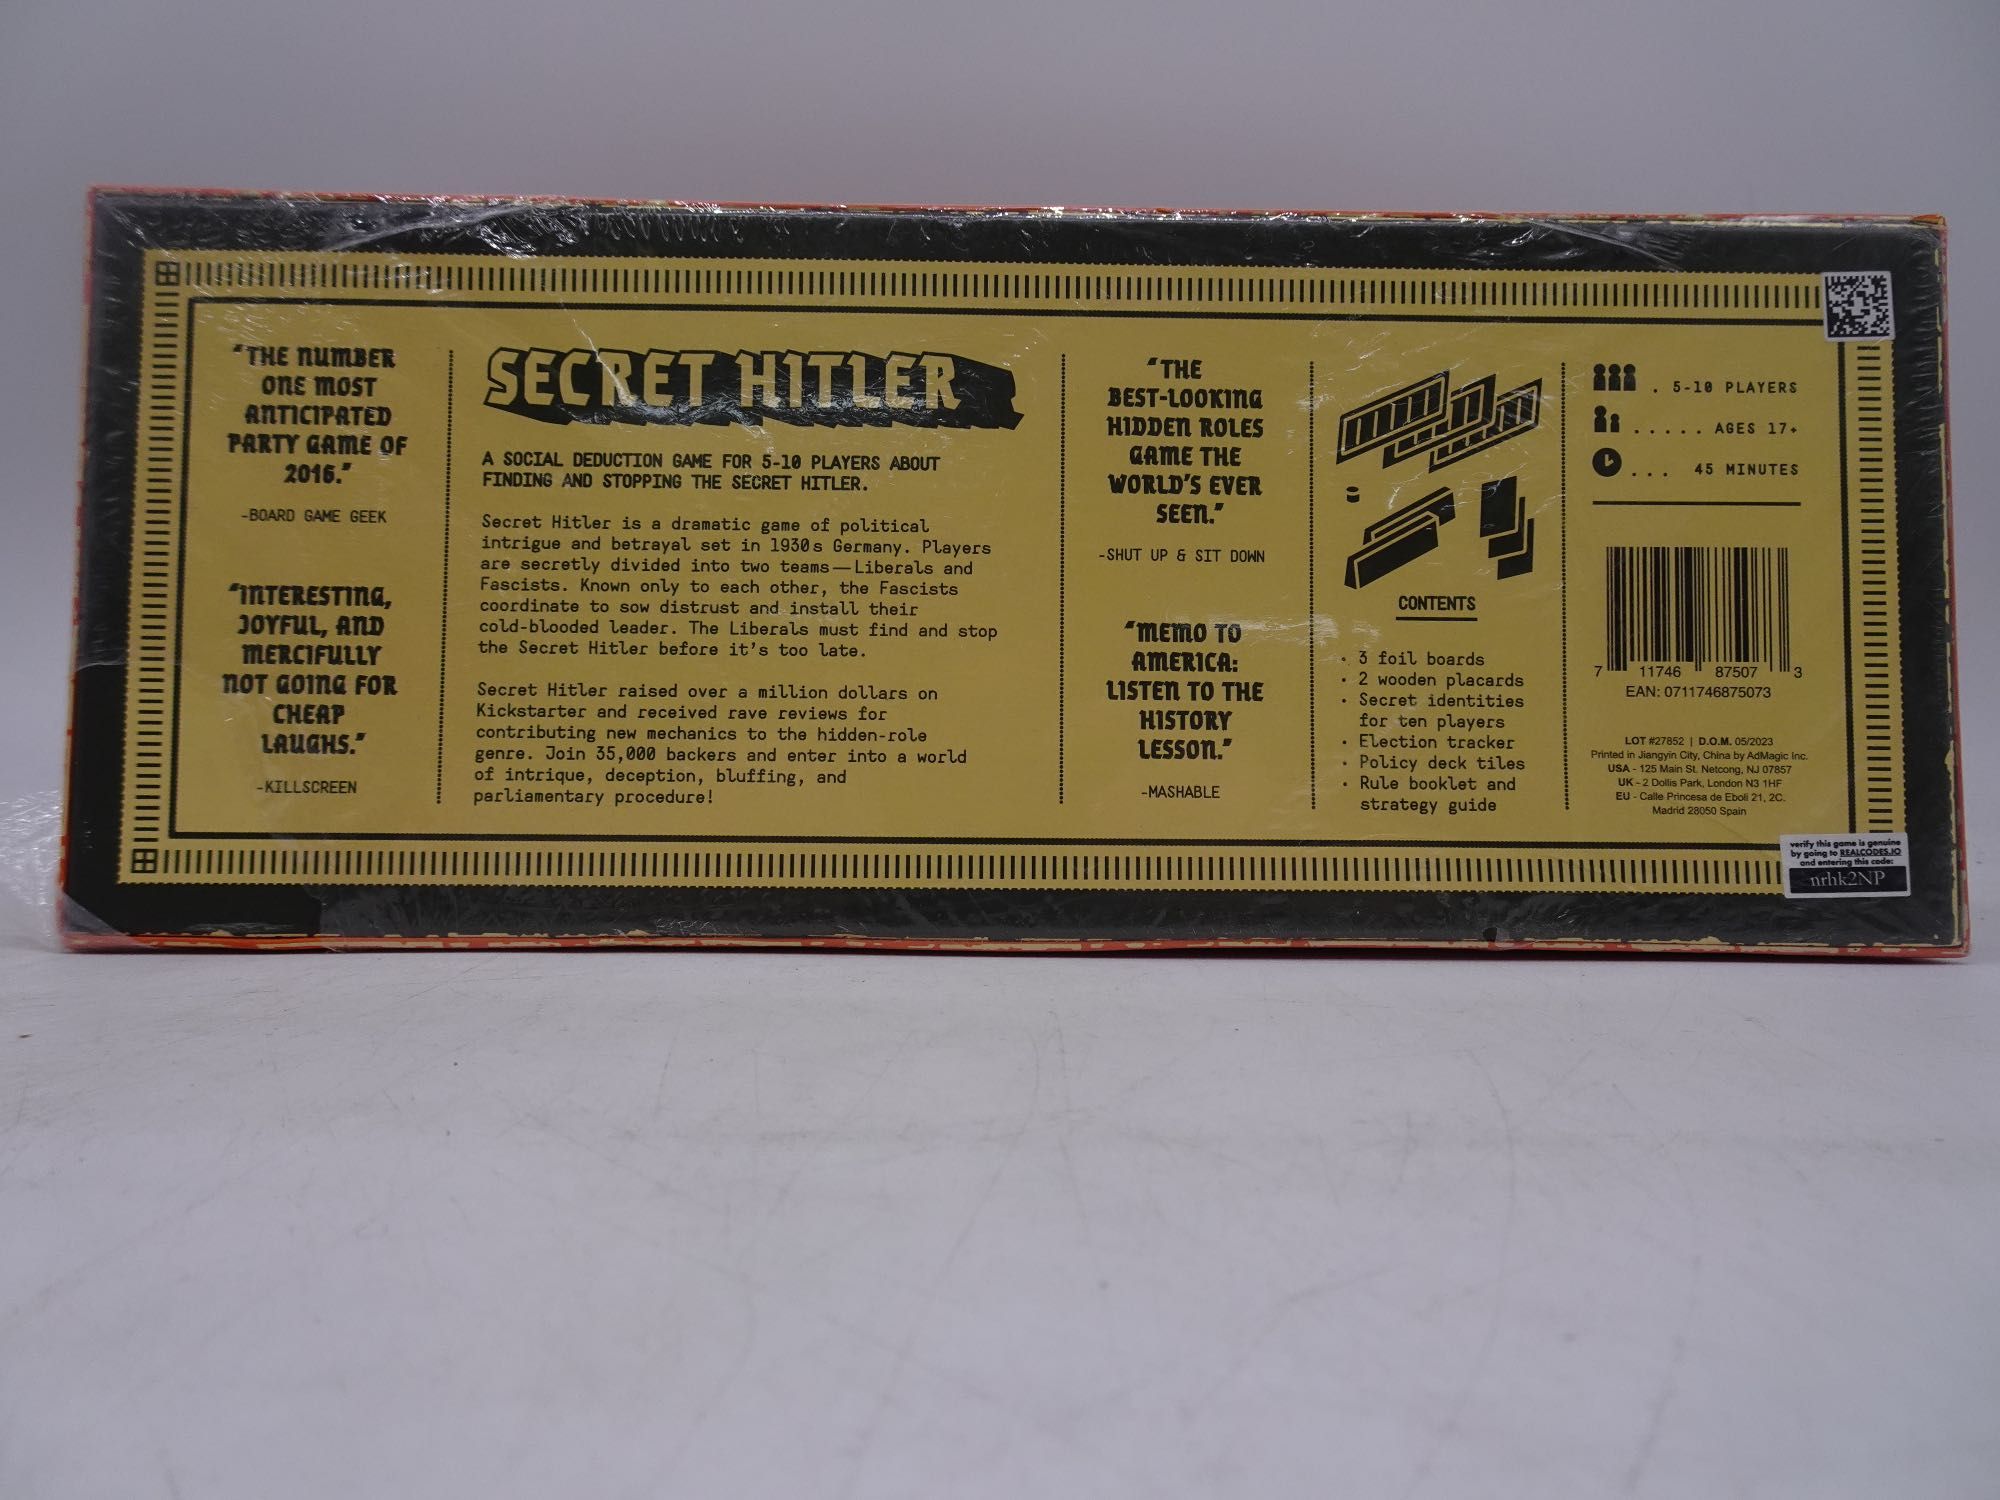 “THE NUMBER
ONE MOST
ANTICIPATED
PARTY GAME OF
2016.”
-BOARD GAME GEEK
“INTERESTING,
JOYFUL, AND
MERCIFULLY
NOT GOING FOR
CHEAP
LAUGHS.”
-KILLSCREEN
SECRET HITLER
A SOCIAL DEDUCTION GAME FOR 5-10 PLAYERS ABOUT
FINDING AND STOPPING THE SECRET HITLER.
Secret Hitler is a dramatic game of political
intrigue and betrayal set in 1930s Germany. Players
are secretly divided into two teams—Liberals and
Fascists. Known only to each other, the Fascists
coordinate to sow distrust and install their
cold-blooded leader. The Liberals must find and stop
the Secret Hitler before it's too late.
Secret Hitler raised over a million dollars on
Kickstarter and received rave reviews for
contributing new mechanics to the hidden-role
genre. Join 35,000 backers and enter into a world
of intrique, deception, bluffing, and
parliamentary procedure!
“THE
BEST-LOOKING
HIDDEN ROLES
GAME THE
WORLD'S EVER
SEEN.”
-SHUT UP & SIT DOWN
“MEMO TO
AMERICA:
LISTEN TO THE
HISTORY
LESSON.”
-MASHABLE
CONTENTS
· 3 foil boards
· 2 wooden placards
· Secret identities
for ten players
· Election tracker
· Policy deck tiles
· Rule booklet and
strategy guide
. 5-10 PLAYERS
..... AGES 17+
... 45 MINUTES
7 11746 87507 3
EAN: 0711746875073
LOT #27852 | D.O.M. 05/2023
Printed in Jiangyin City, China by AdMagic Inc.
USA - 125 Main St. Netcong, NJ 07857
UK - 2 Dollis Park, London N3 1HF
EU - Calle Princesa de Eboli 21, 2C.
Madrid 28050 Spain
verify this game is genuine
by going to REALCODES.IO
and entering this code:
nrhk2NP